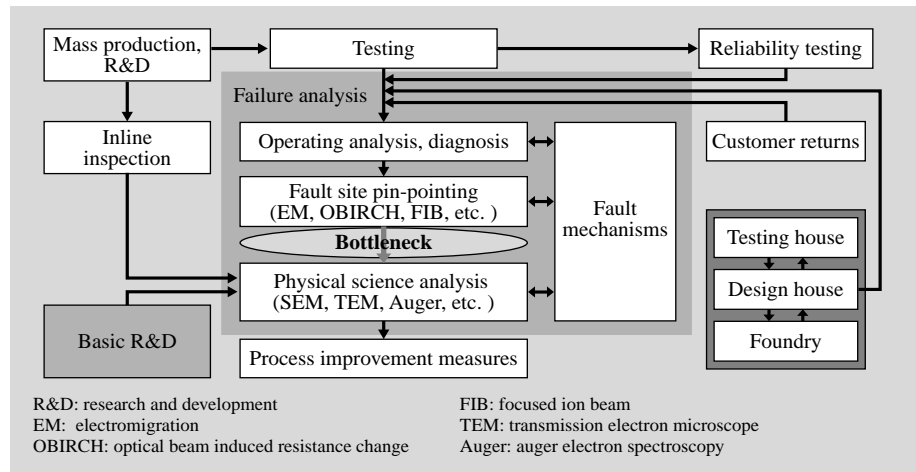 Mass production,
R&D
Testing
Reliability testing
Failure analysis
Inline
inspection
Operating analysis, diagnosis
Customer returns
Fault site pin-pointing
(EM, OBIRCH, FIB, etc. )
Fault
mechanisms
Bottleneck
Testing house
Physical science analysis
(SEM, TEM, Auger, etc. )
Design house
Basic R&D
Foundry
Process improvement measures
R&D: research and development
EM: electromigration
OBIRCH: optical beam induced resistance change
FIB: focused ion beam
TEM: transmission electron microscope
Auger: auger electron spectroscopy